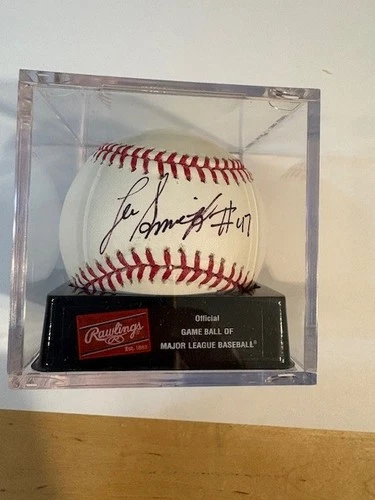 Lee Smith #47
Rawlings®
EST. 1887
Official
GAME BALL OF
MAJOR LEAGUE BASEBALL®